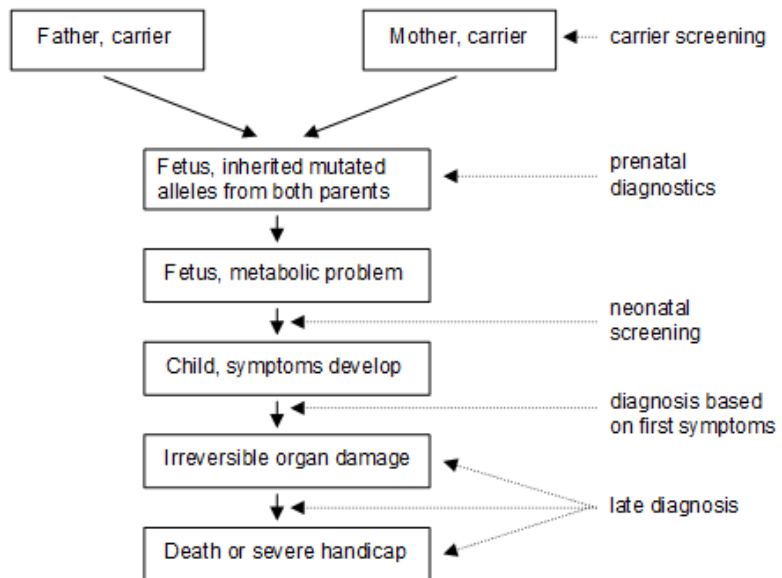 Father, carrier
Mother, carrier
carrier screening
Fetus, inherited mutated
alleles from both parents
prenatal
diagnostics
Fetus, metabolic problem
neonatal
screening
Child, symptoms develop
diagnosis based
on first symptoms
Irreversible organ damage
late diagnosis
Death or severe handicap